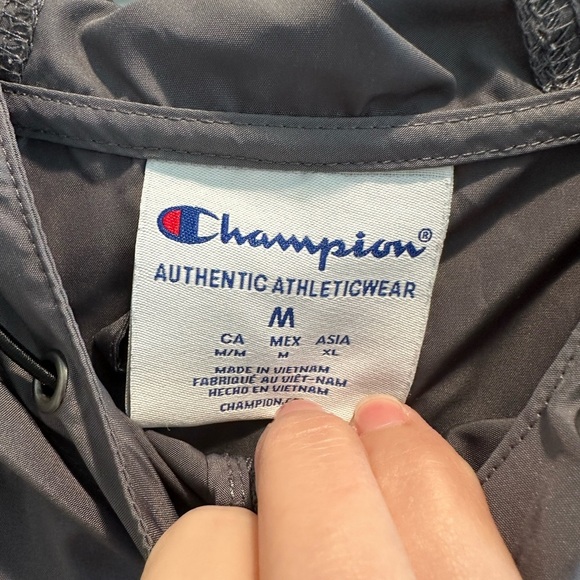 Champion®
AUTHENTIC ATHLETICWEAR
M
CA MEX ASIA
M/M M XL
MADE IN VIETNAM
FABRIQUÉ AU VIÊT-NAM
HECHO EN VIETNAM